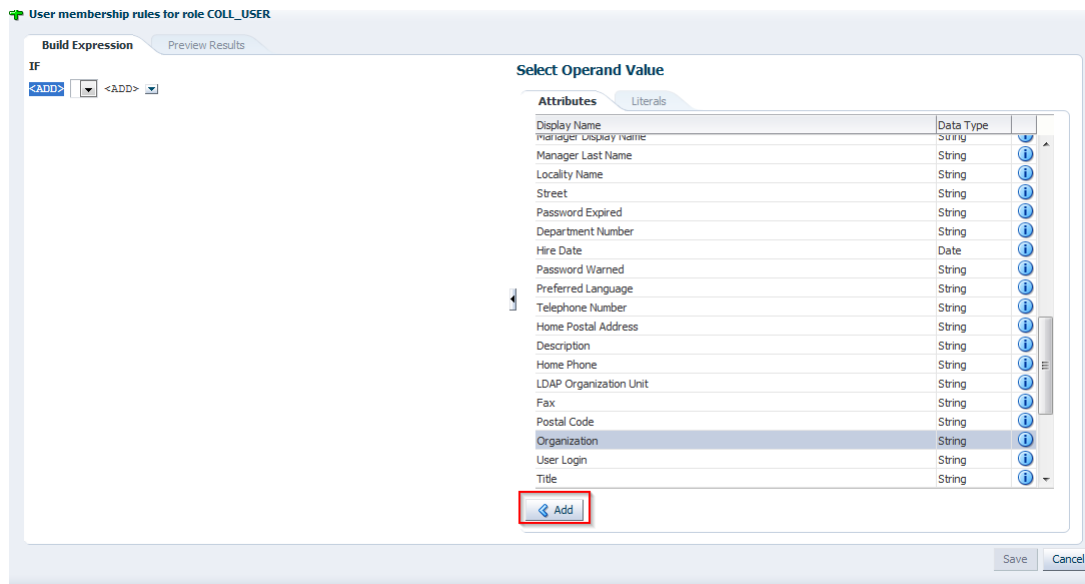 User membership rules for role COLL_USER
Build Expression Preview Results
IF
<ADD> <ADD>
Select Operand Value
Attributes Literals
Display Name Data Type
Manager Display Name String
Manager Last Name String
Locality Name String
Street String
Password Expired String
Department Number String
Hire Date Date
Password Warned String
Preferred Language String
Telephone Number String
Home Postal Address String
Description String
Home Phone String
LDAP Organization Unit String
Fax String
Postal Code String
Organization String
User Login String
Title String
Add
Save Cancel